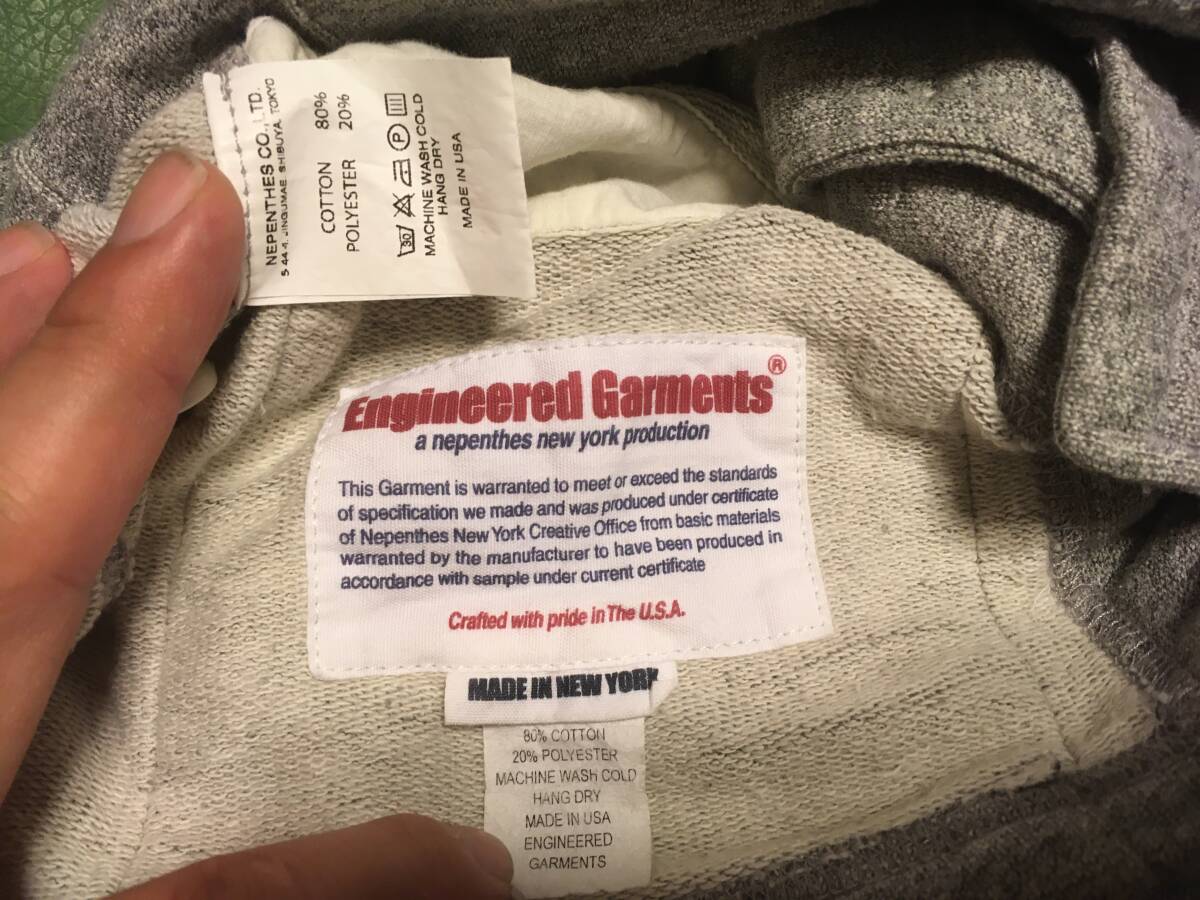 NEPENTHES CO.,LTD.
5-44-4, JINGUMAE SHIBUYA, TOKYO
COTTON 80%
POLYESTER 20%
30 P
MACHINE WASH COLD
HANG DRY
MADE IN USA
Engineered Garments®
a nepenthes new york production
This Garment is warranted to meet or exceed the standards
of specification we made and was produced under certificate
of Nepenthes New York Creative Office from basic materials
warranted by the manufacturer to have been produced in
accordance with sample under current certificate
Crafted with pride in The U.S.A.
MADE IN NEW YORK
80% COTTON
20% POLYESTER
MACHINE WASH COLD
HANG DRY
MADE IN USA
ENGINEERED
GARMENTS